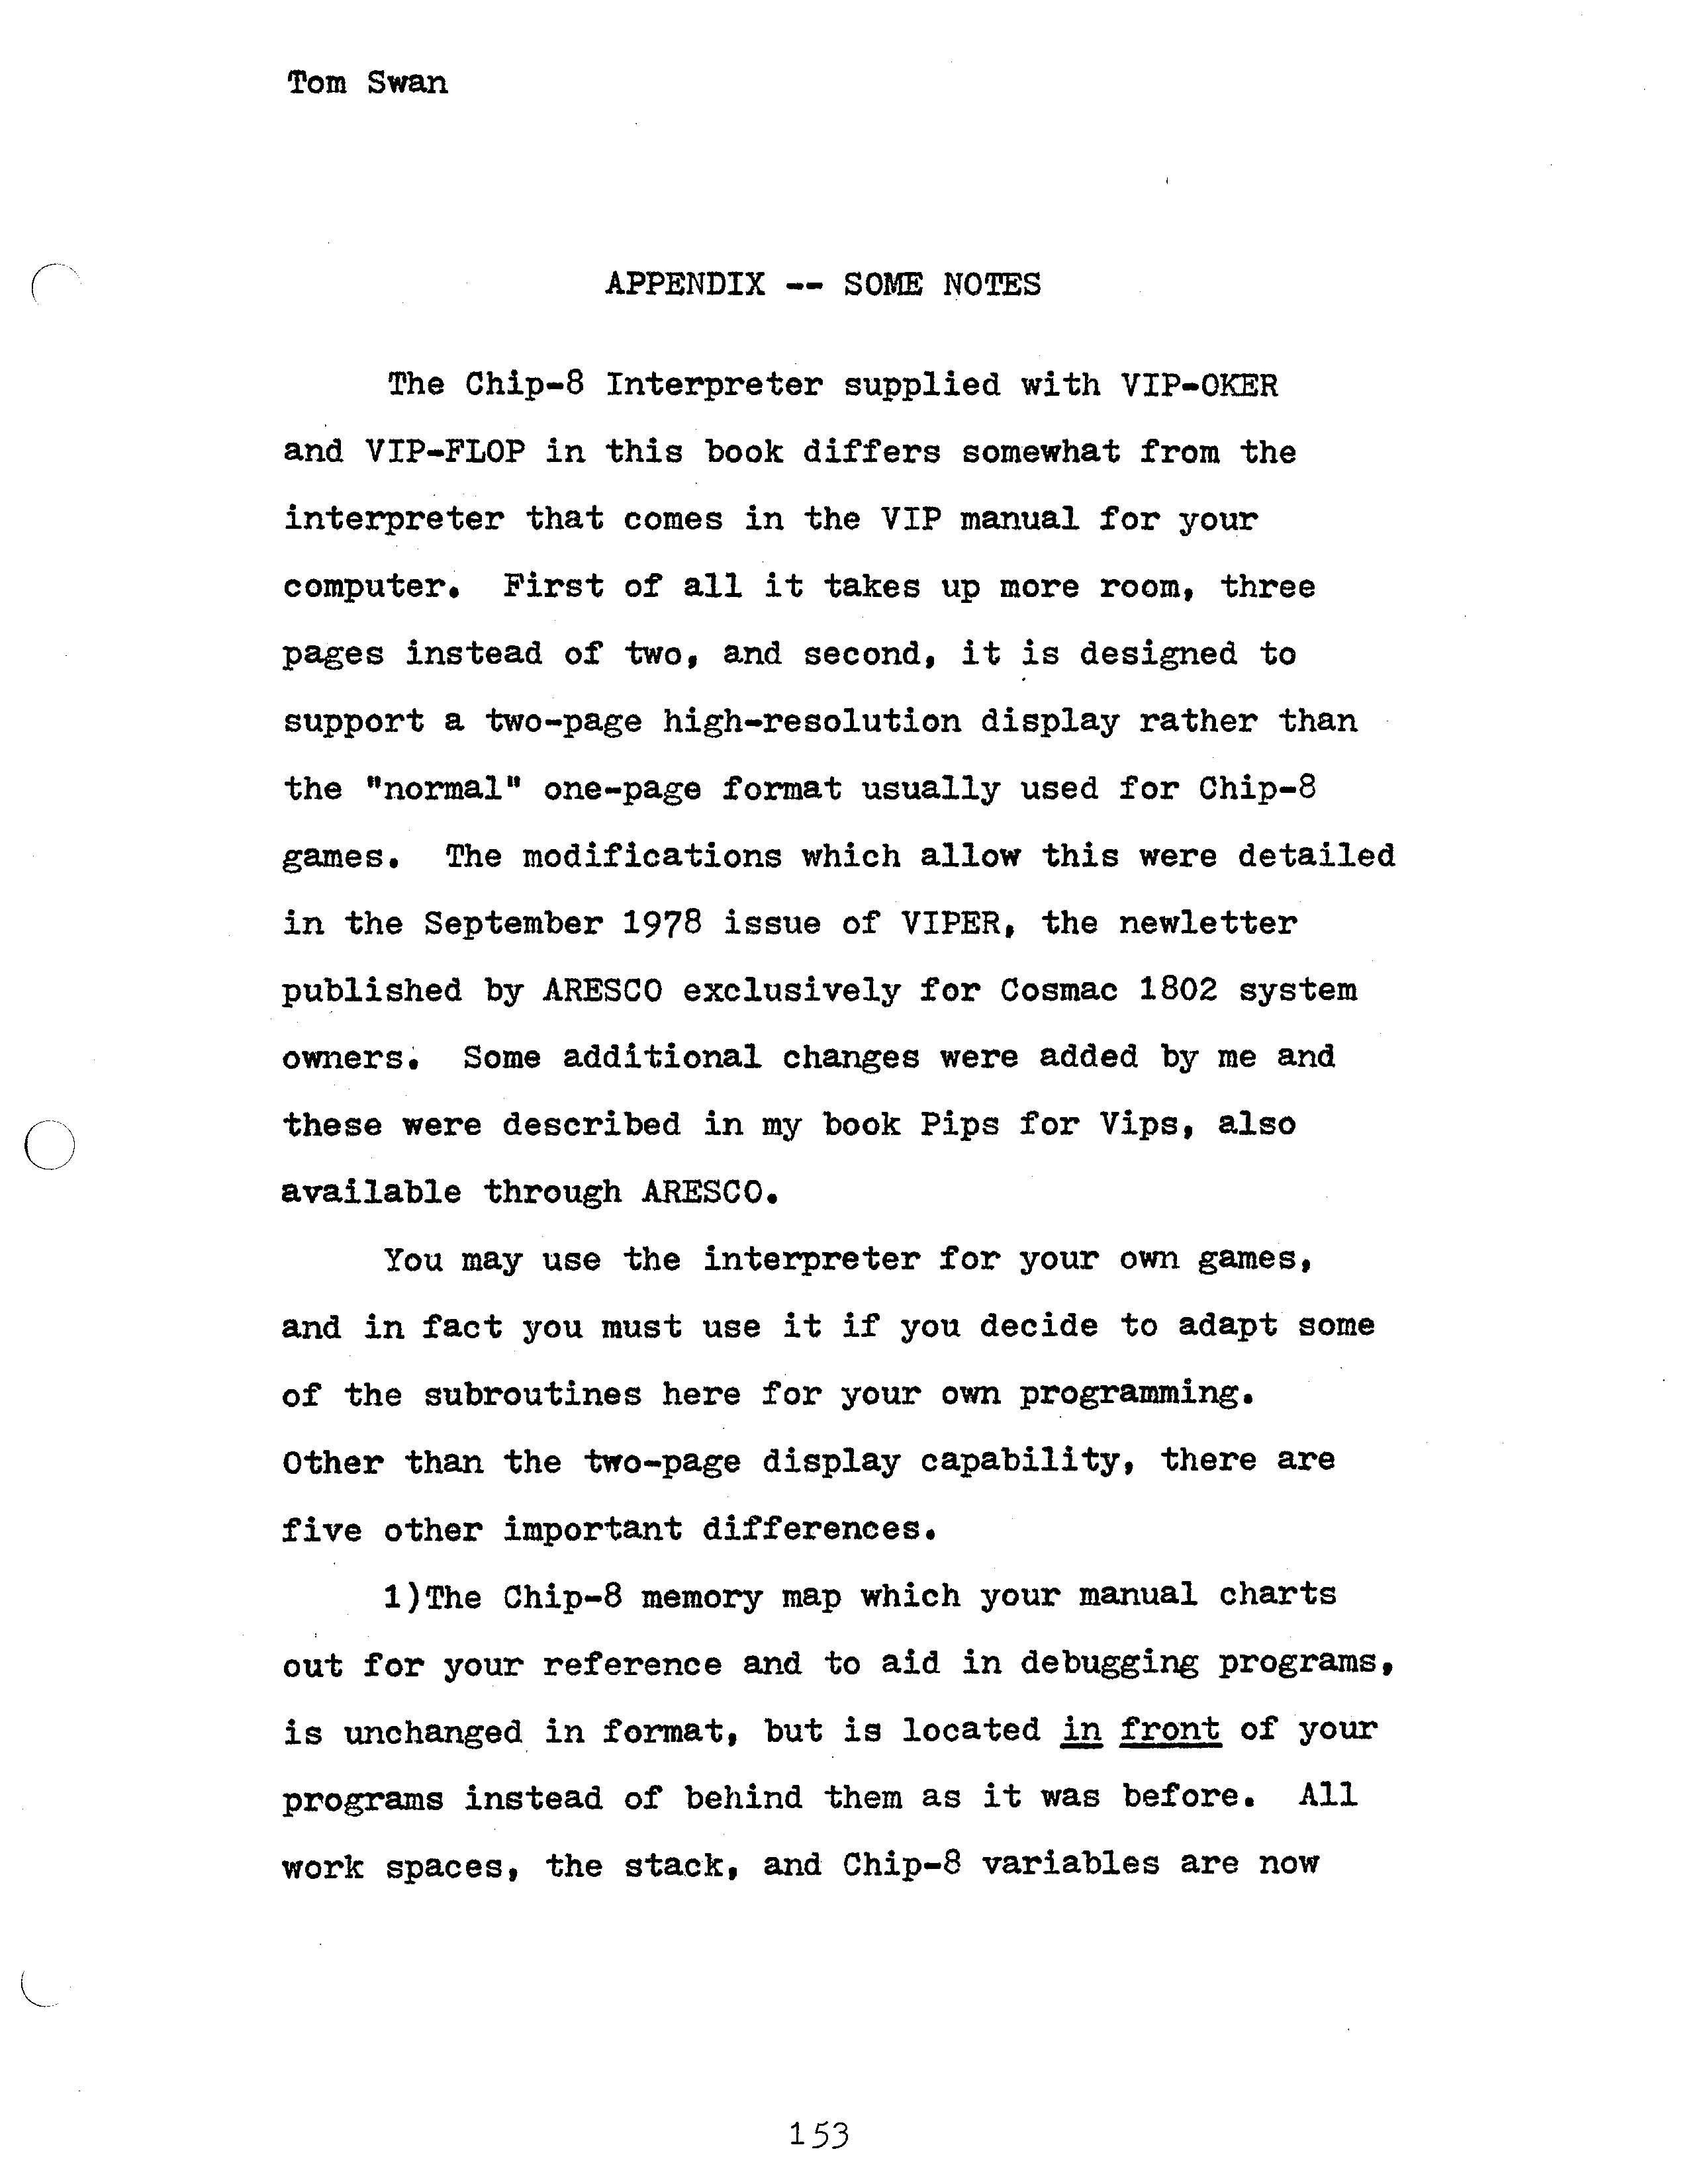 Tom Swan
APPENDIX -- SOME NOTES
The Chip-8 Interpreter supplied with VIP-OKER
and VIP-FLOP in this book differs somewhat from the
interpreter that comes in the VIP manual for your
computer. First of all it takes up more room, three
pages instead of two, and second, it is designed to
support a two-page high-resolution display rather than
the "normal" one-page format usually used for Chip-8
games. The modifications which allow this were detailed
in the September 1978 issue of VIPER, the newletter
published by ARESCO exclusively for Cosmac 1802 system
owners. Some additional changes were added by me and
these were described in my book Pips for Vips, also
available through ARESCO.
You may use the interpreter for your own games,
and in fact you must use it if you decide to adapt some
of the subroutines here for your own programming.
Other than the two-page display capability, there are
five other important differences.
1)The Chip-8 memory map which your manual charts
out for your reference and to aid in debugging programs,
is unchanged in format, but is located in front of your
programs instead of behind them as it was before. All
work spaces, the stack, and Chip-8 variables are now
153